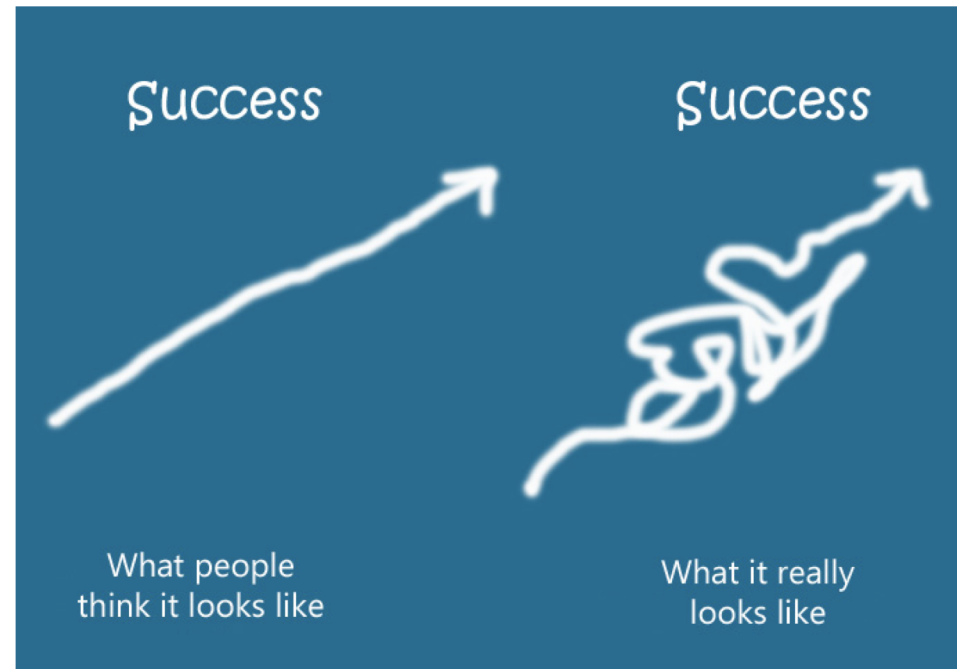 Success
What people
think it looks like
Success
What it really
looks like